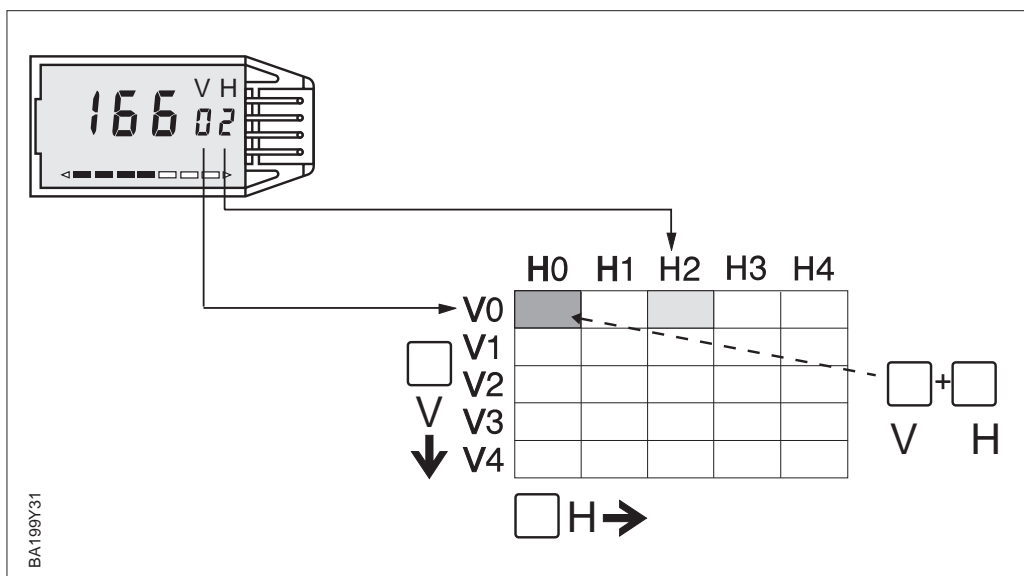 V H
166 02
H0 H1 H2 H3 H4
V0
V1
V2
V3
V4
V
+
V H
H
BA199Y31